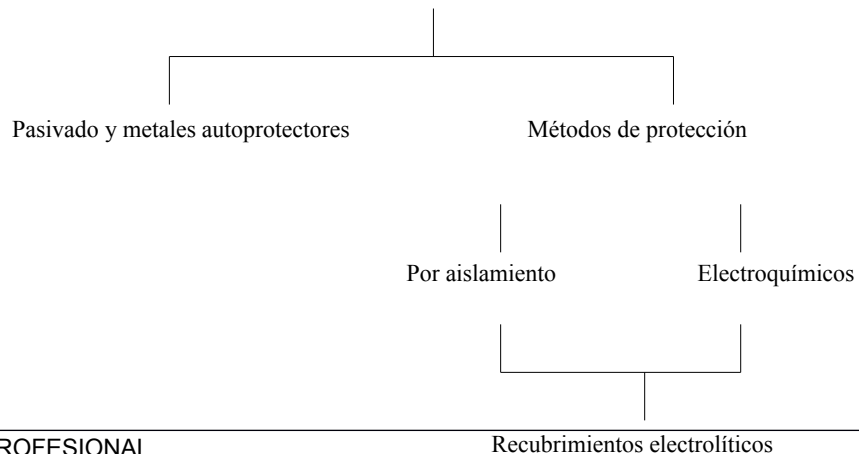 Pasivado y metales autoprotectores
Métodos de protección
Por aislamiento
Electroquímicos
Recubrimientos electrolíticos